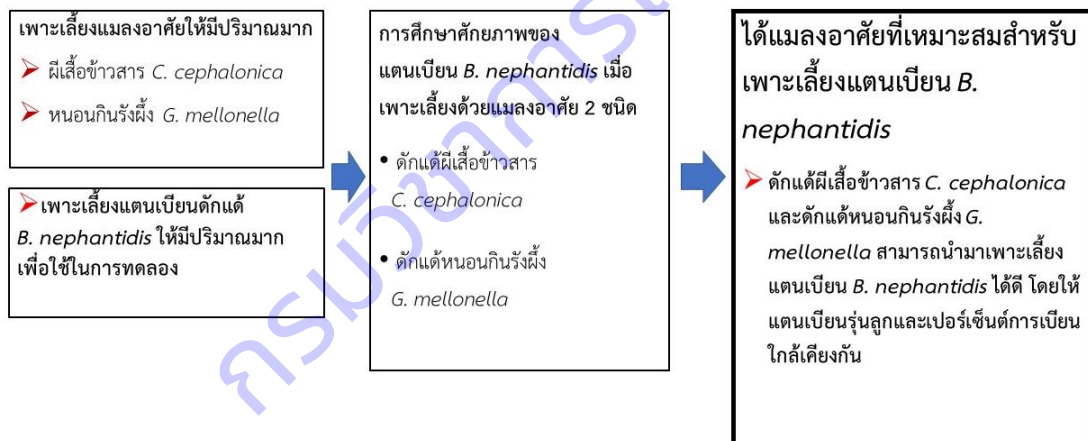 เพาะเลี้ยงแมลงอาศัยให้มีปริมาณมาก
ผีเสื้อข้าวสาร C. cephalonica
หนอนกินรังผึ้ง G. mellonella
เพาะเลี้ยงแตนเบียนดักแด้
B. nephantidis ให้มีปริมาณมาก
เพื่อใช้ในการทดลอง
การศึกษาศักยภาพของ
แตนเบียน B. nephantidis เมื่อ
เพาะเลี้ยงด้วยแมลงอาศัย 2 ชนิด
• ดักแด้ผีเสื้อข้าวสาร
C. cephalonica
• ดักแด้หนอนกินรังผึ้ง
G. mellonella
ได้แมลงอาศัยที่เหมาะสมสำหรับ
เพาะเลี้ยงแตนเบียน B.
nephantidis
ดักแด้ผีเสื้อข้าวสาร C. cephalonica
และดักแด้หนอนกินรังผึ้ง G.
mellonella สามารถนำมาเพาะเลี้ยง
แตนเบียน B. nephantidis ได้ดี โดยให้
แตนเบียนรุ่นลูกและเปอร์เซ็นต์การเบียน
ใกล้เคียงกัน
กรมวิชาการ